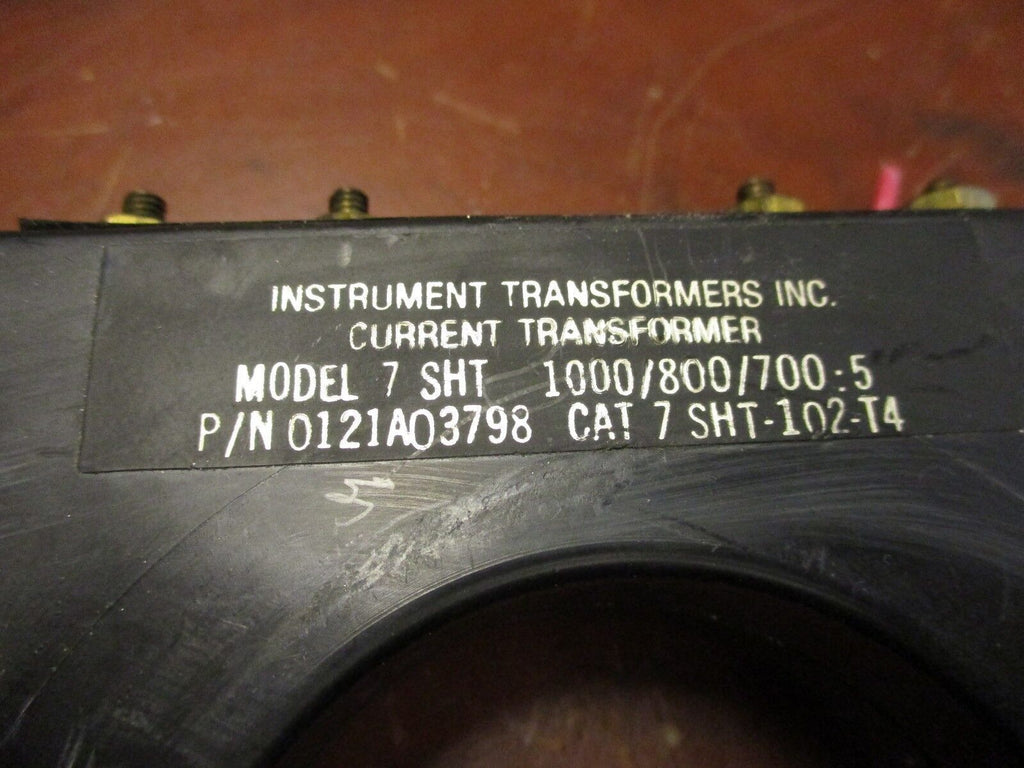 INSTRUMENT TRANSFORMERS INC.
CURRENT TRANSFORMER
MODEL 7 SHT 1000/800/700:5
P/N 0121A03798 CAT 7 SHT-102-T4